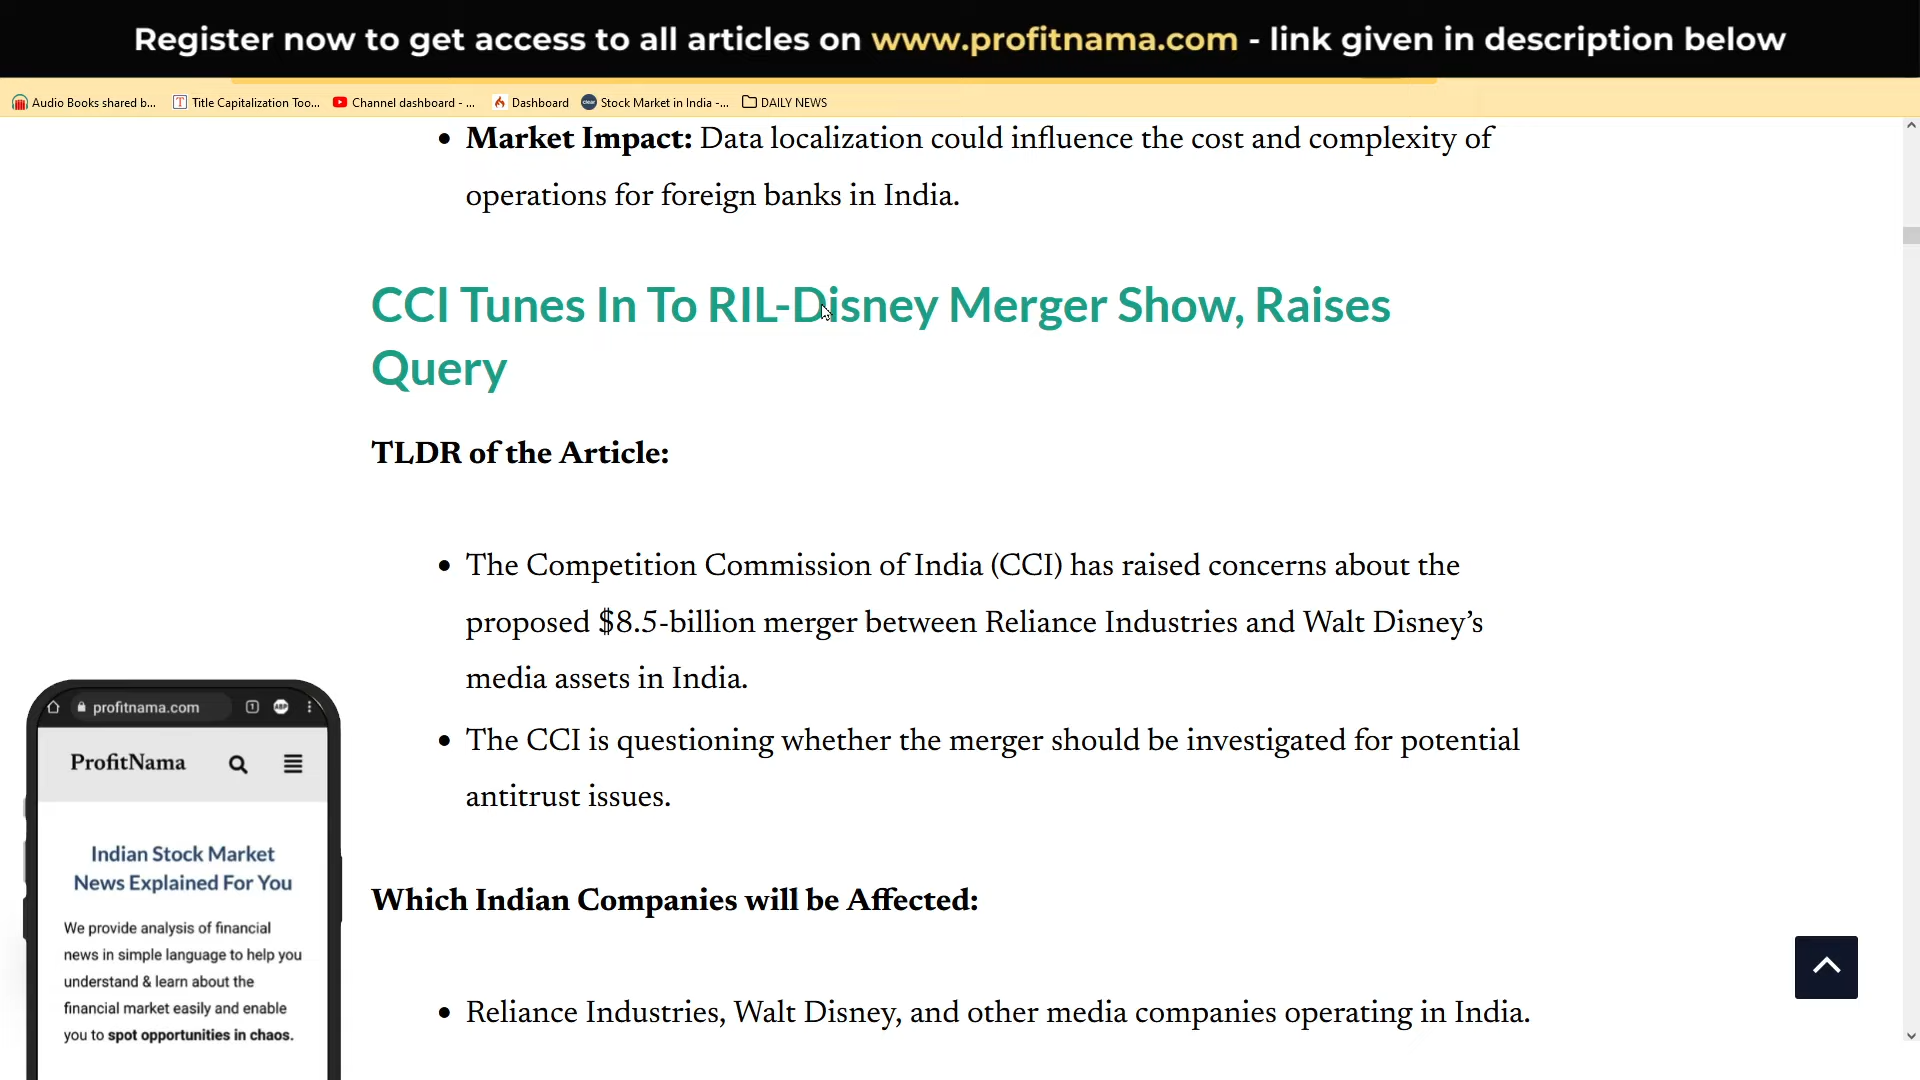 Register now to get access to all articles on www.profitnama.com - link given in description below
Audio Books shared b... Title Capitalization Too... Channel dashboard - ... Dashboard Stock Market in India -... DAILY NEWS
• Market Impact: Data localization could influence the cost and complexity of
operations for foreign banks in India.
CCI Tunes In To RIL-Disney Merger Show, Raises
Query
TLDR of the Article:
• The Competition Commission of India (CCI) has raised concerns about the
proposed $8.5-billion merger between Reliance Industries and Walt Disney’s
media assets in India.
• The CCI is questioning whether the merger should be investigated for potential
antitrust issues.
Which Indian Companies will be Affected:
• Reliance Industries, Walt Disney, and other media companies operating in India.
profitnama.com 1 ABP
ProfitNama
Indian Stock Market
News Explained For You
We provide analysis of financial
news in simple language to help you
understand & learn about the
financial market easily and enable
you to spot opportunities in chaos.